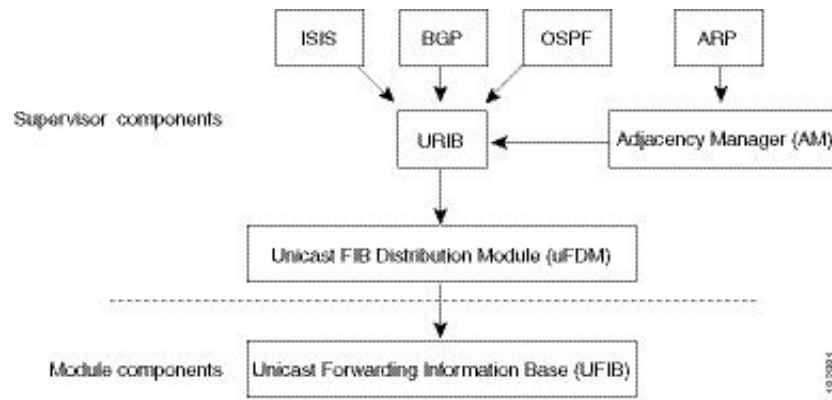 ISIS
BGP
OSPF
ARP
Supervisor components
URIB
Adjacency Manager (AM)
Unicast FIB Distribution Module (uFDM)
Module components
Unicast Forwarding Information Base (UFIB)